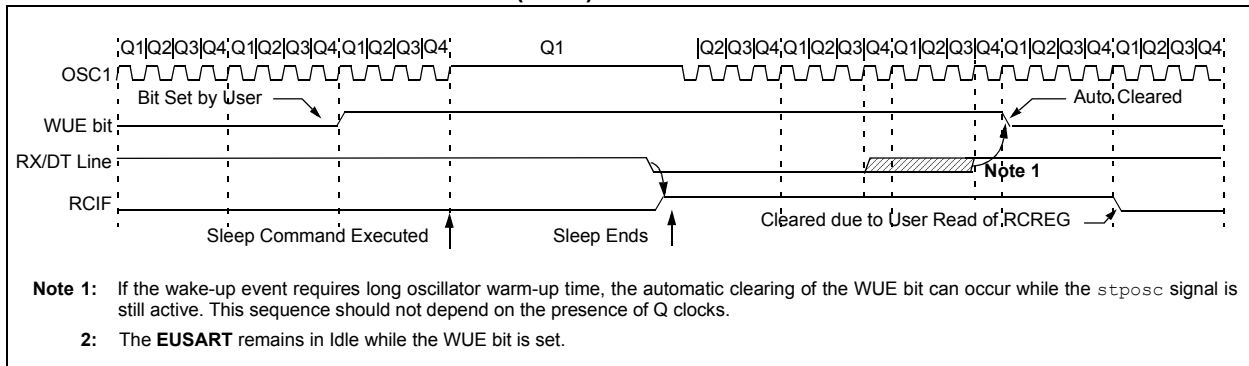 Q1|Q2|Q3|Q4 Q1|Q2|Q3|Q4 Q1|Q2|Q3|Q4 Q1 |Q2|Q3|Q4 Q1|Q2|Q3|Q4 Q1|Q2|Q3|Q4 Q1|Q2|Q3|Q4 Q1|Q2|Q3|Q4
OSC1
Bit Set by User
Auto Cleared
WUE bit
RX/DT Line
Note 1
RCIF
Cleared due to User Read of RCREG
Sleep Command Executed
Sleep Ends
Note 1: If the wake-up event requires long oscillator warm-up time, the automatic clearing of the WUE bit can occur while the stposc signal is
still active. This sequence should not depend on the presence of Q clocks.
2: The EUSART remains in Idle while the WUE bit is set.